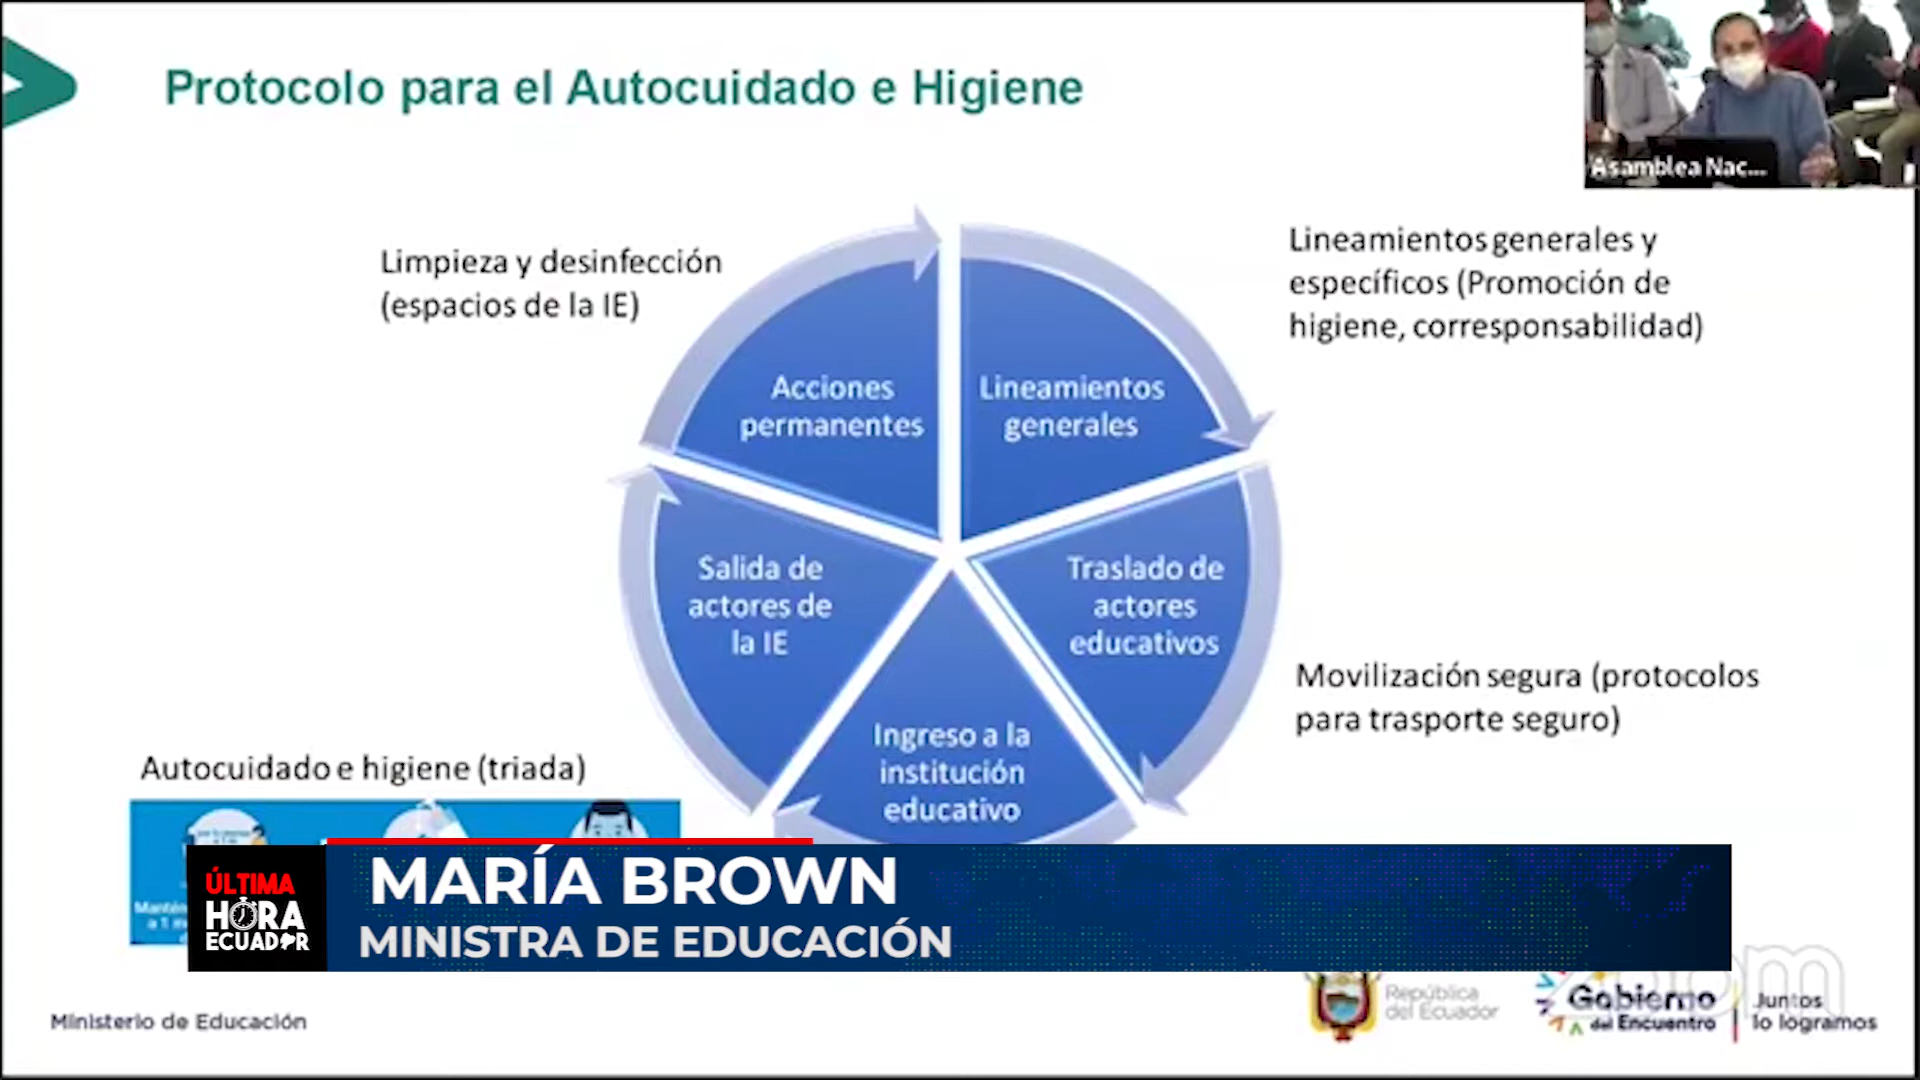 Protocolo para el Autocuidado e Higiene
Asamblea Nac...
Limpieza y desinfección
(espacios de la IE)
Lineamientos generales y
específicos (Promoción de
higiene, corresponsabilidad)
Acciones
permanentes
Lineamientos
generales
Salida de
actores de
la IE
Traslado de
actores
educativos
Ingreso a la
institución
educativo
Movilización segura (protocolos
para trasporte seguro)
Autocuidado e higiene (triada)
a 1 m
ÚLTIMA
HORA
ECUADOR
MARÍA BROWN
MINISTRA DE EDUCACIÓN
Ministerio de Educación
República
del Ecuador
Gobierno
del Encuentro
Juntos
lo logramos
zoom